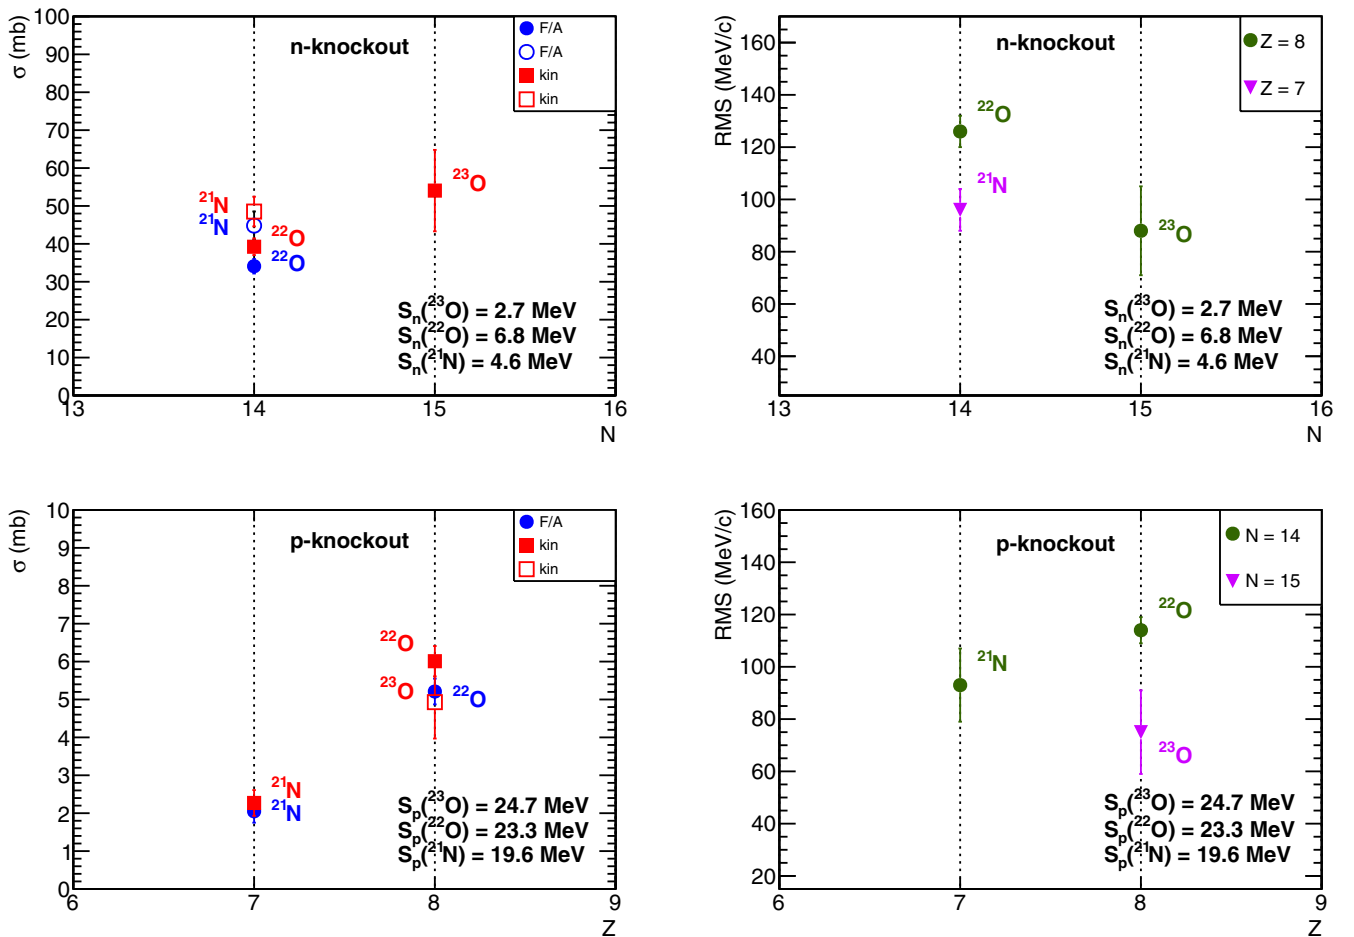 σ (mb)
100
90
80
70
60
50
40
30
20
10
0
13
14
15
16
N
n-knockout
F/A
F/A
kin
kin
²¹N
²¹N
²²O
²²O
²³O
Sₙ(²³O) = 2.7 MeV
Sₙ(²²O) = 6.8 MeV
Sₙ(²¹N) = 4.6 MeV
RMS (MeV/c)
160
140
120
100
80
60
40
13
14
15
16
N
n-knockout
Z = 8
Z = 7
²²O
²¹N
²³O
Sₙ(²³O) = 2.7 MeV
Sₙ(²²O) = 6.8 MeV
Sₙ(²¹N) = 4.6 MeV
σ (mb)
10
9
8
7
6
5
4
3
2
1
0
6
7
8
9
Z
p-knockout
F/A
kin
kin
²²O
²³O
²²O
²¹N
²¹N
Sₚ(²³O) = 24.7 MeV
Sₚ(²²O) = 23.3 MeV
Sₚ(²¹N) = 19.6 MeV
RMS (MeV/c)
160
140
120
100
80
60
40
20
6
7
8
9
Z
p-knockout
N = 14
N = 15
²²O
²¹N
²³O
Sₚ(²³O) = 24.7 MeV
Sₚ(²²O) = 23.3 MeV
Sₚ(²¹N) = 19.6 MeV